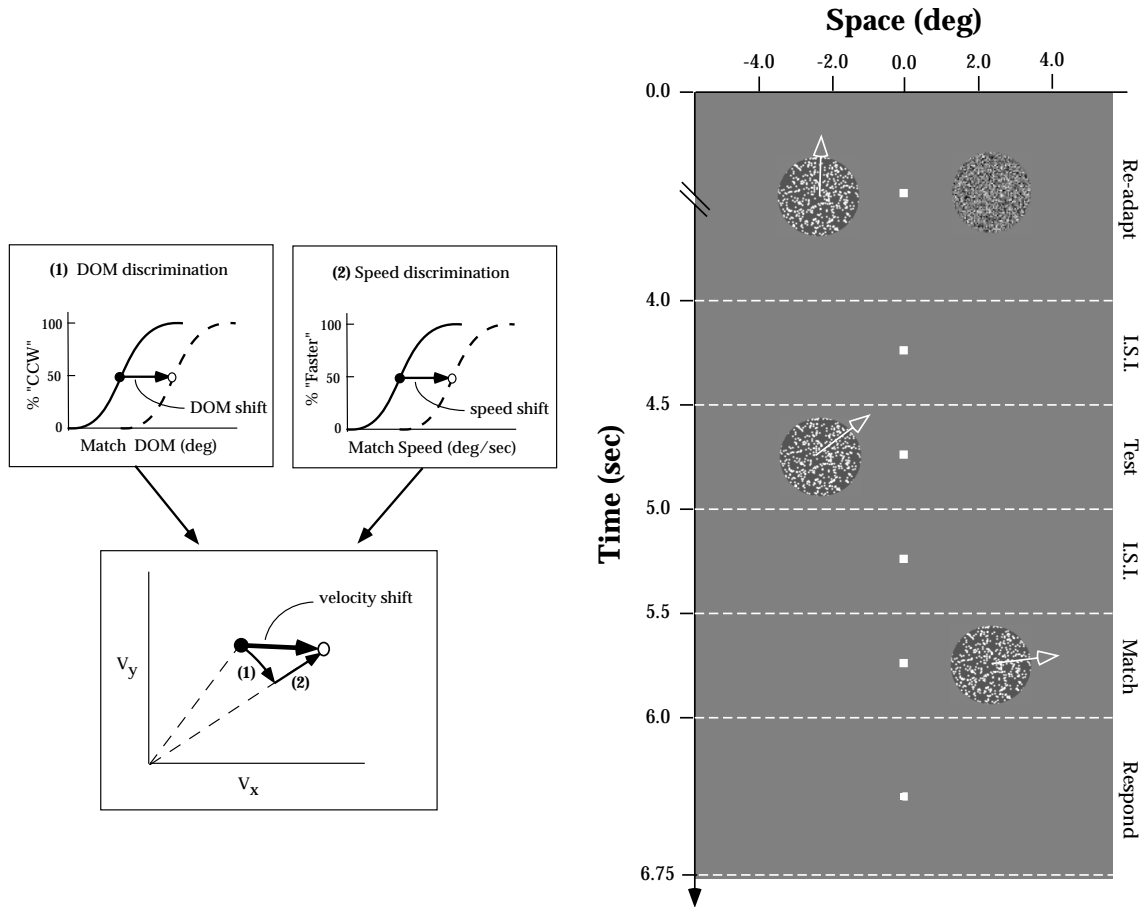 (1) DOM discrimination
% "CCW"
100
50
0
DOM shift
Match DOM (deg)
(2) Speed discrimination
% "Faster"
100
50
0
speed shift
Match Speed (deg/sec)
velocity shift
Vy
(1)
(2)
Vx
Space (deg)
-4.0 -2.0 0.0 2.0 4.0
Time (sec)
0.0
Re-adapt
4.0
I.S.I.
4.5
Test
5.0
I.S.I.
5.5
Match
6.0
Respond
6.75